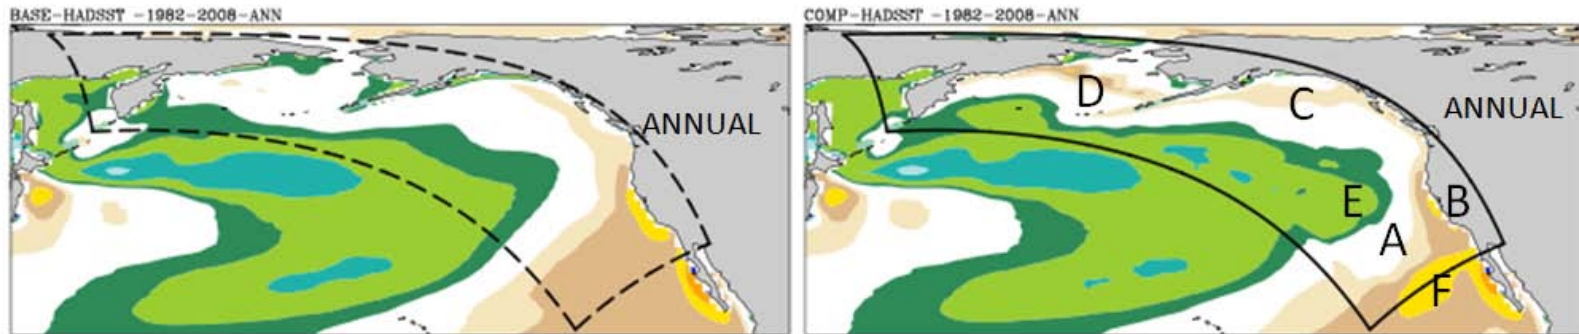 BASE-HADSST -1982-2008-ANN
ANNUAL
COMP-HADSST -1982-2008-ANN
D
C
ANNUAL
E
B
A
F